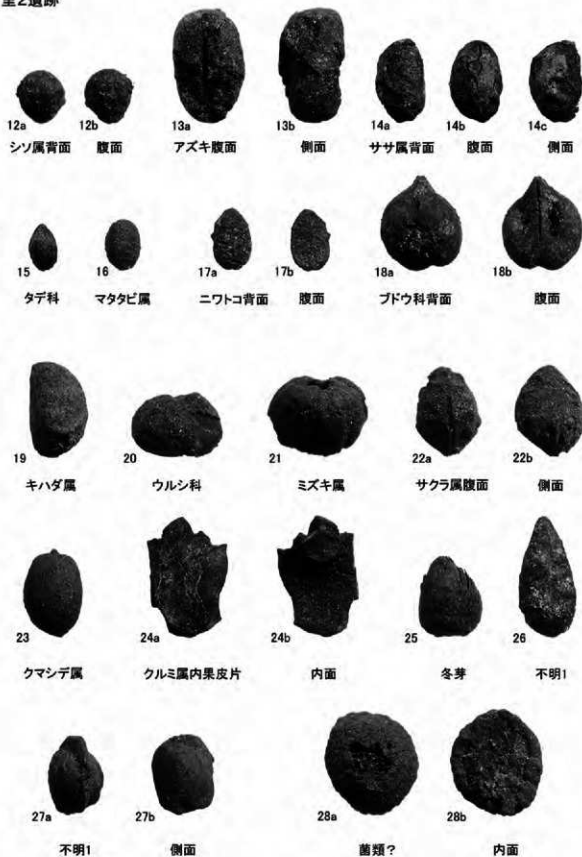 里2遺跡
12a 12b 13a 13b 14a 14b 14c
シソ属背面 腹面 アズキ腹面 側面 ササ属背面 腹面 側面
15 16 17a 17b 18a 18b
タデ科 マタタビ属 ニワトコ背面 腹面 ブドウ科背面 腹面
19 20 21 22a 22b
キハダ属 ウルシ科 ミズキ属 サクラ属腹面 側面
23 24a 24b 25 26
クマシデ属 クルミ属内果皮片 内面 冬芽 不明1
27a 27b 28a 28b
不明1 側面 菌類? 内面